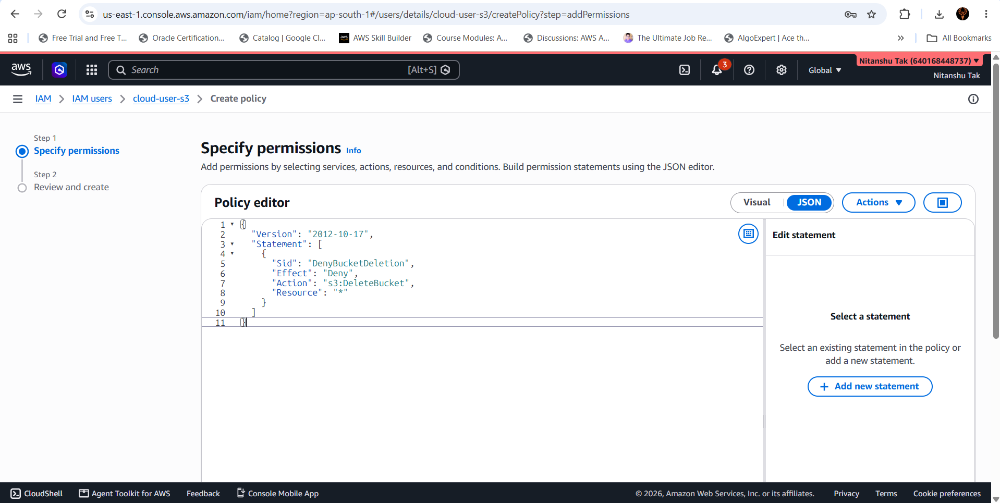 us-east-1.console.aws.amazon.com/iam/home?region=ap-south-1#/users/details/cloud-user-s3/createPolicy?step=addPermissions
Free Trial and Free T...
Oracle Certification...
Catalog | Google Cl...
aws
AWS Skill Builder
Course Modules: A...
Discussions: AWS A...
The Ultimate Job Re...
AlgoExpert | Ace th...
»
All Bookmarks
aws
Search
[Alt+S]
3
Global
Nitanshu Tak (640168448737)
Nitanshu Tak
IAM > IAM users > cloud-user-s3 > Create policy
Step 1
Specify permissions
Step 2
Review and create
Specify permissions Info
Add permissions by selecting services, actions, resources, and conditions. Build permission statements using the JSON editor.
Policy editor
Visual | JSON
Actions
1 {
2 "Version": "2012-10-17",
3 "Statement": [
4 {
5 "Sid": "DenyBucketDeletion",
6 "Effect": "Deny",
7 "Action": "s3:DeleteBucket",
8 "Resource": "*"
9 }
10 ]
11 }
Edit statement
Select a statement
Select an existing statement in the policy or
add a new statement.
+ Add new statement
CloudShell
Agent Toolkit for AWS
Feedback
Console Mobile App
© 2026, Amazon Web Services, Inc. or its affiliates.
Privacy
Terms
Cookie preferences